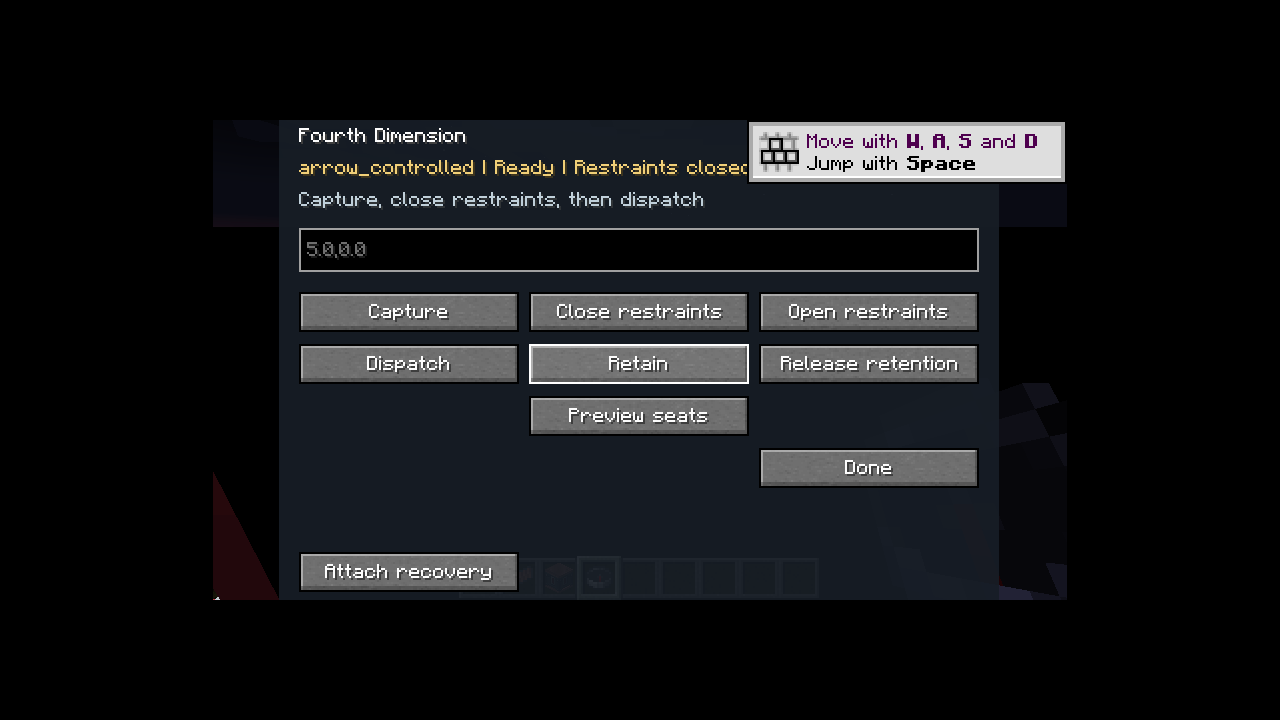 Fourth Dimension
arrow_controlled | Ready | Restraints closed
Move with W, A, S and D
Jump with Space
Capture, close restraints, then dispatch
5.0,0.0
Capture
Close restraints
Open restraints
Dispatch
Retain
Release retention
Preview seats
Done
Attach recovery